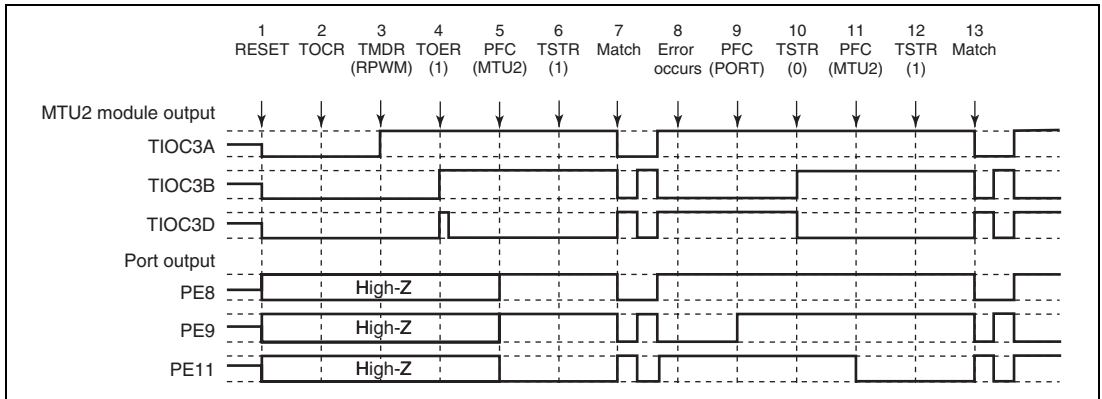 1 2 3 4 5 6 7 8 9 10 11 12 13
RESET TOCR TMDR TOER PFC TSTR Match Error PFC TSTR PFC TSTR Match
(RPWM) (1) (MTU2) (1) occurs (PORT) (0) (MTU2) (1)
MTU2 module output
TIOC3A
TIOC3B
TIOC3D
Port output
PE8 High-Z
PE9 High-Z
PE11 High-Z